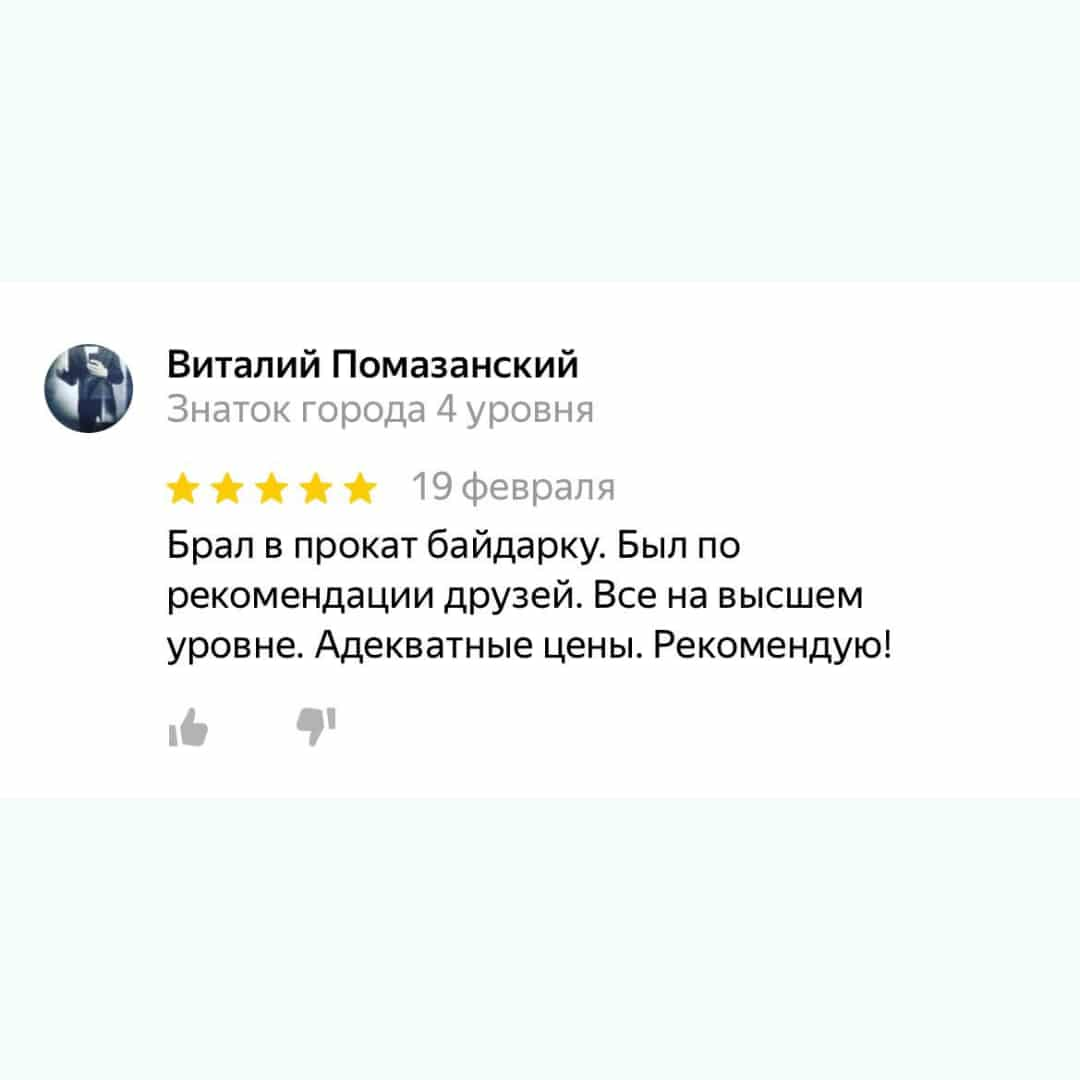 Виталий Помазанский
Знаток города 4 уровня
19 февраля
Брал в прокат байдарку. Был по
рекомендации друзей. Все на высшем
уровне. Адекватные цены. Рекомендую!